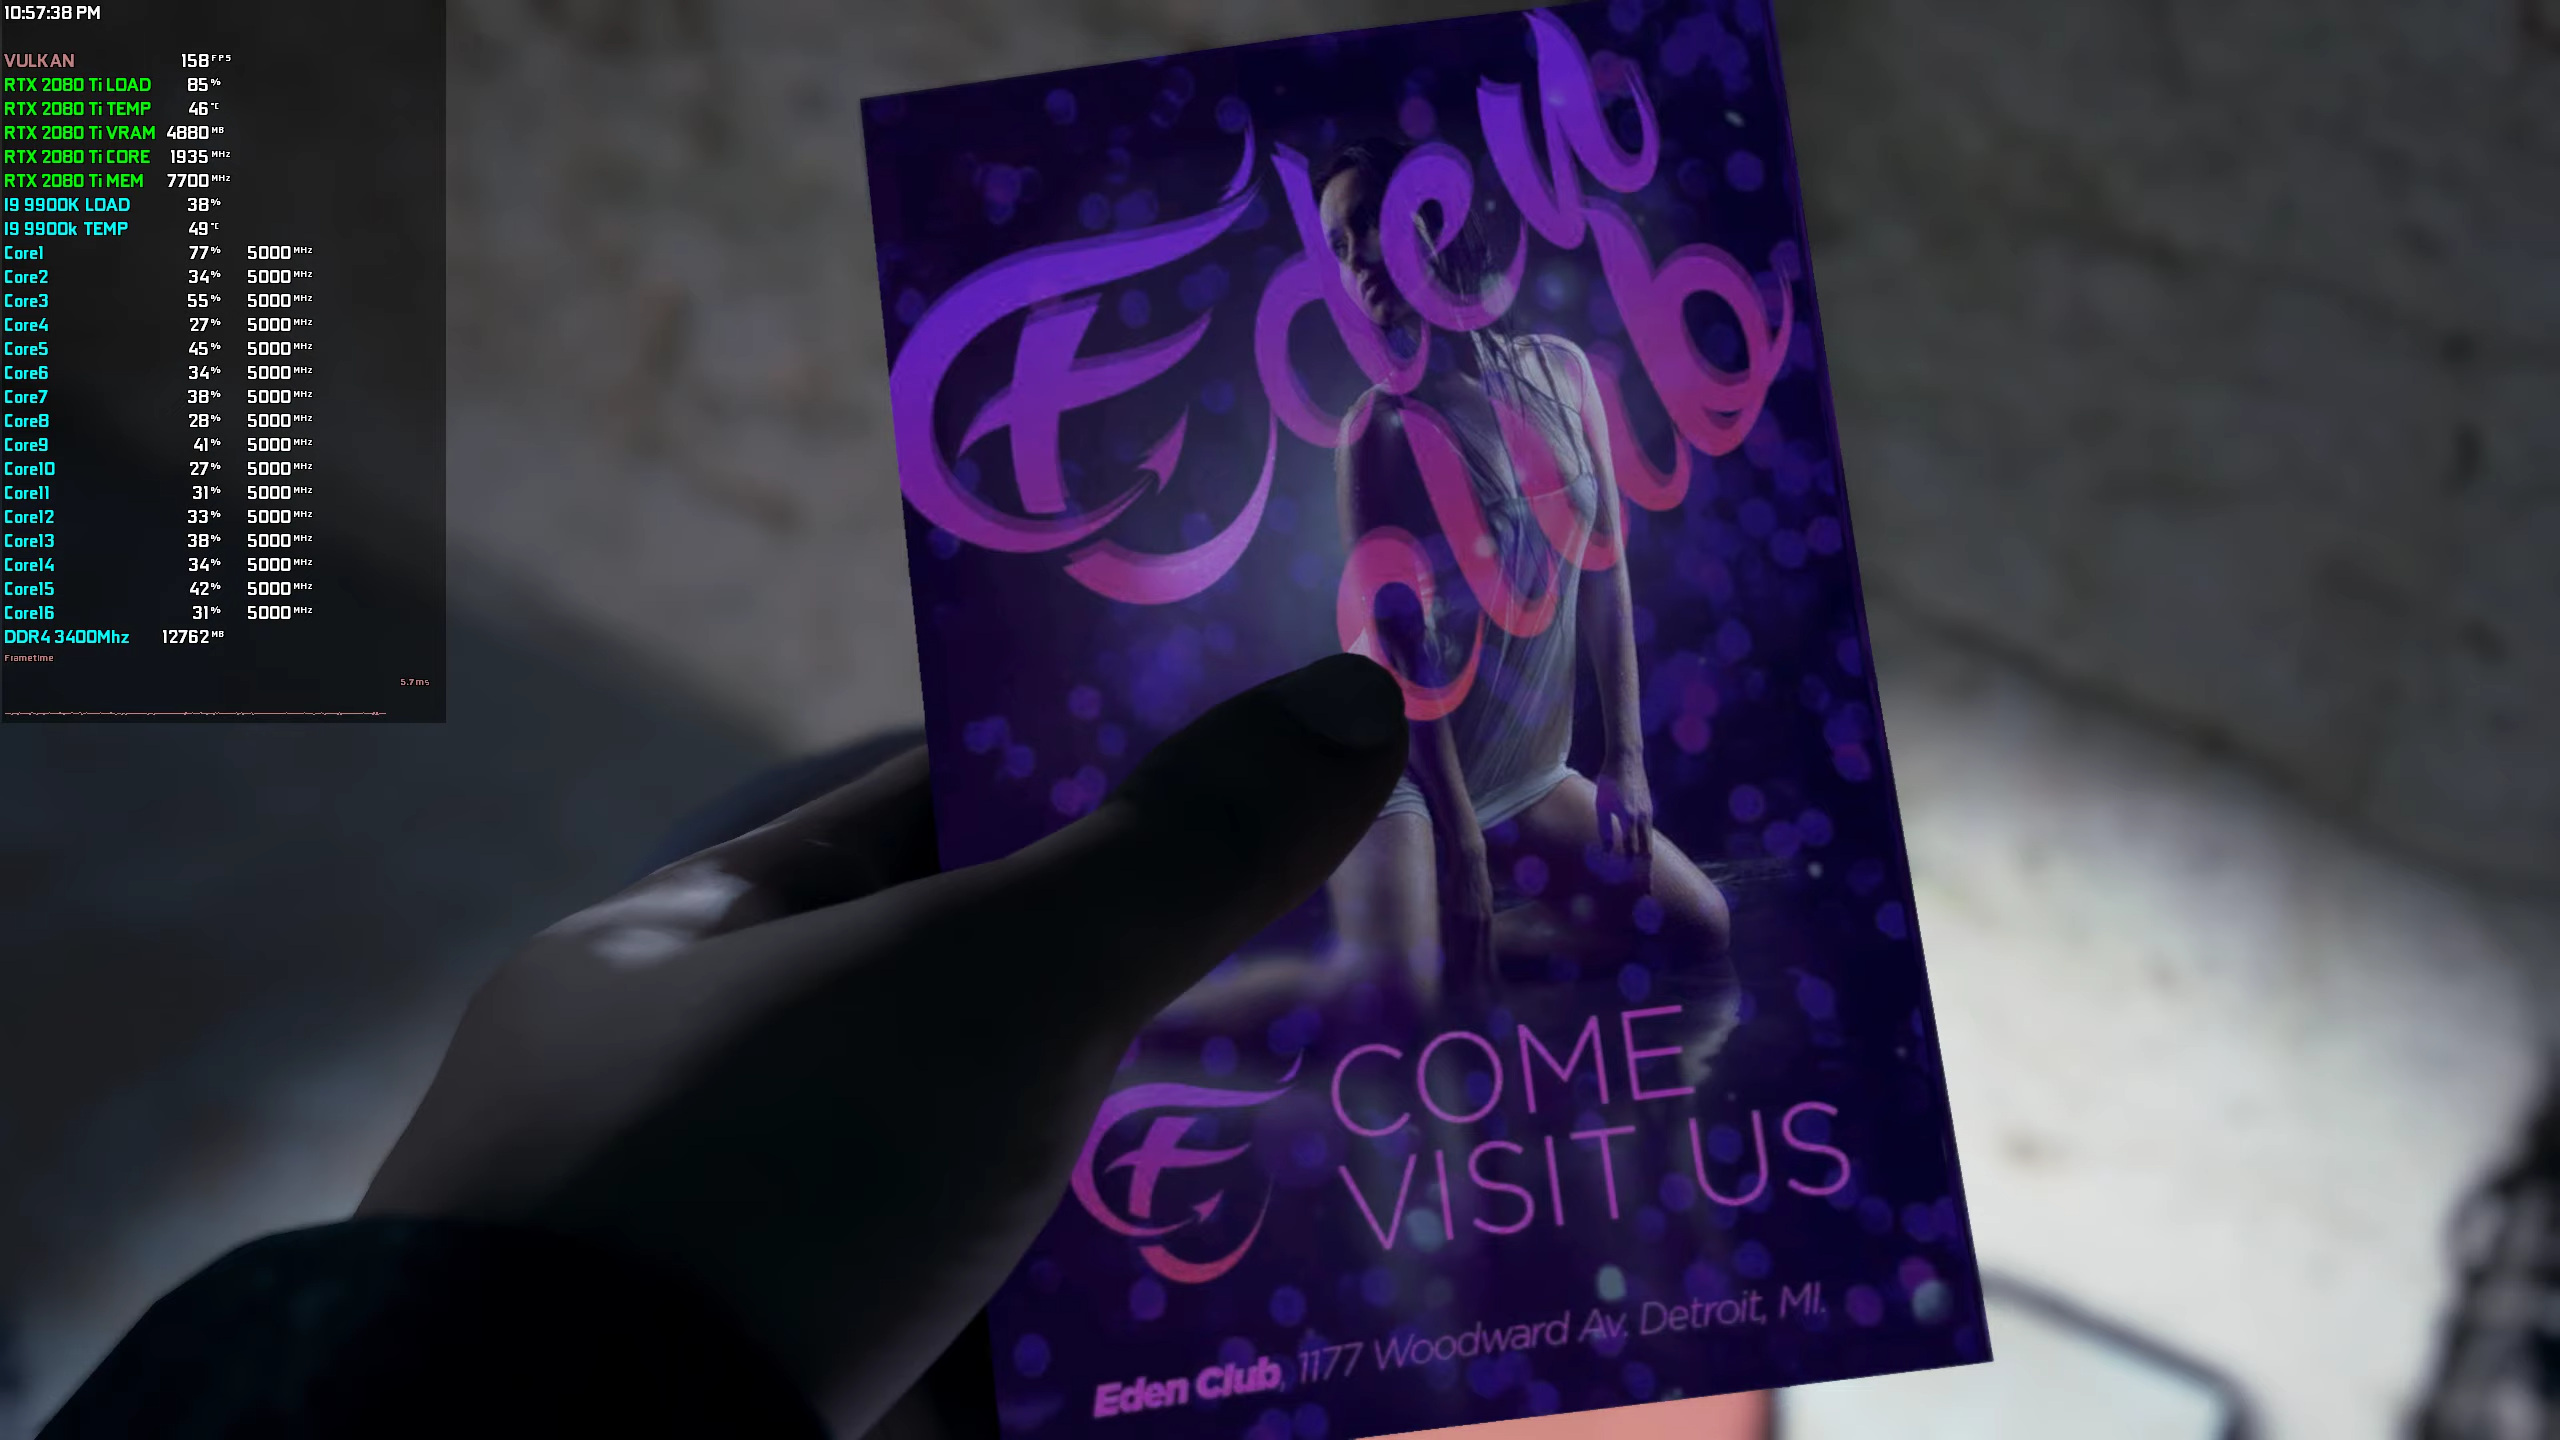 10:57:38 PM
VULKAN 158 FPS
RTX 2080 Ti LOAD 85 %
RTX 2080 Ti TEMP 46 °C
RTX 2080 Ti VRAM 4880 MB
RTX 2080 Ti CORE 1935 MHz
RTX 2080 Ti MEM 7700 MHz
I9 9900K LOAD 38 %
I9 9900k TEMP 49 °C
Core1 77 % 5000 MHz
Core2 34 % 5000 MHz
Core3 55 % 5000 MHz
Core4 27 % 5000 MHz
Core5 45 % 5000 MHz
Core6 34 % 5000 MHz
Core7 38 % 5000 MHz
Core8 28 % 5000 MHz
Core9 41 % 5000 MHz
Core10 27 % 5000 MHz
Core11 31 % 5000 MHz
Core12 33 % 5000 MHz
Core13 38 % 5000 MHz
Core14 34 % 5000 MHz
Core15 42 % 5000 MHz
Core16 31 % 5000 MHz
DDR4 3400Mhz 12762 MB
Frametime
5.7 ms
Eden
club
E COME
VISIT US
Eden Club, 1177 Woodward Av. Detroit, MI.